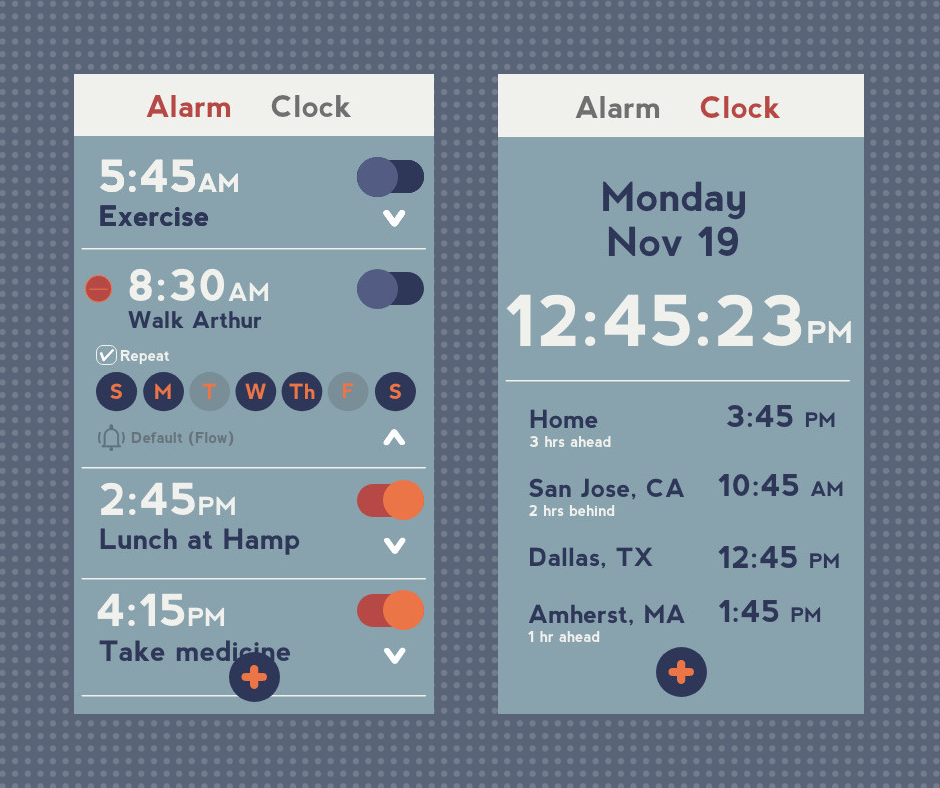 Alarm Clock
5:45AM
Exercise
8:30AM
Walk Arthur
Repeat
S M T W Th F S
Default (Flow)
2:45PM
Lunch at Hamp
4:15PM
Take medicine
Alarm Clock
Monday
Nov 19
12:45:23PM
Home 3:45 PM
3 hrs ahead
San Jose, CA 10:45 AM
2 hrs behind
Dallas, TX 12:45 PM
Amherst, MA 1:45 PM
1 hr ahead